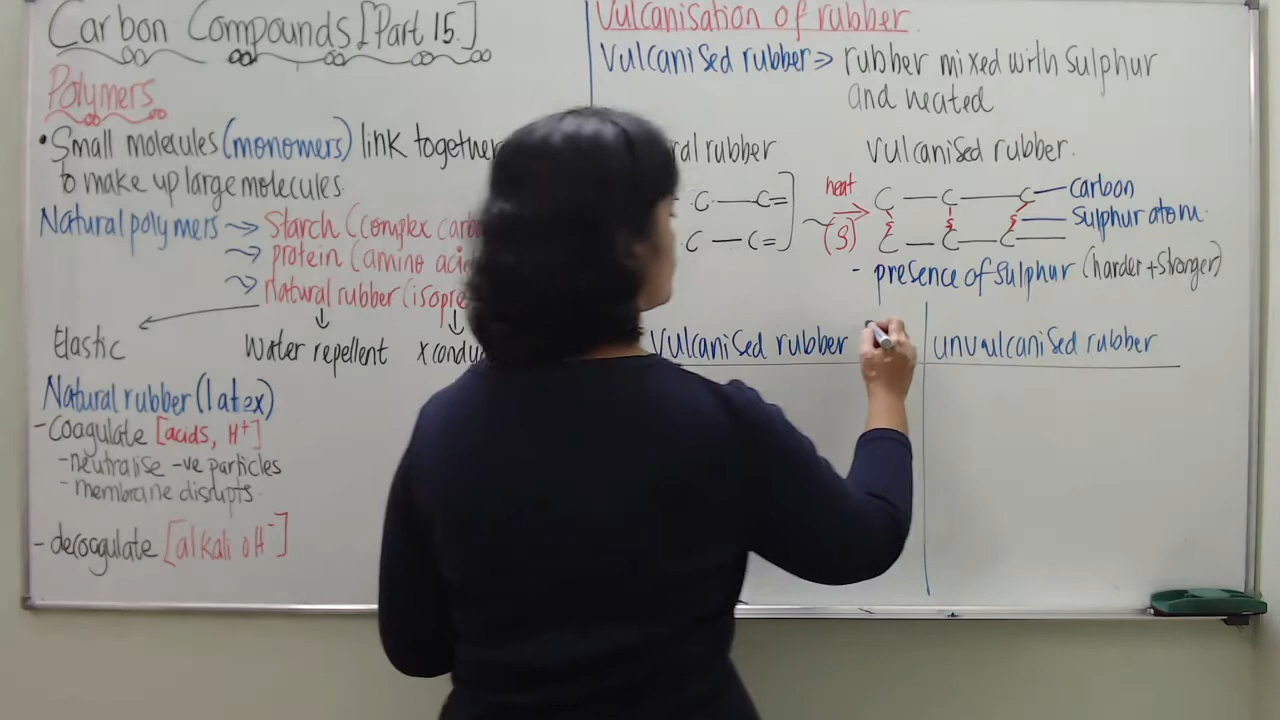 Carbon Compounds [Part 15.]
Polymers
• Small molecules (monomers) link together
to make up large molecules.
Natural polymers ~> Starch (complex
~> protein (amino
~> natural rubber
Elastic
Water repellent
x
Natural rubber (latex)
- Coagulate [acids, H+]
- neutralise -ve particles
- membrane disrupts.
- decoagulate [alkali OH-]
Vulcanisation of rubber.
Vulcanised rubber => rubber mixed with Sulphur
and heated
rubber
vulcanised rubber.
C — C=
C — C=
heat
(S)
C — C — C
C — C — C
carbon
Sulphur atom.
- presence of sulphur (harder + stronger)
Vulcanised rubber
unvulcanised rubber